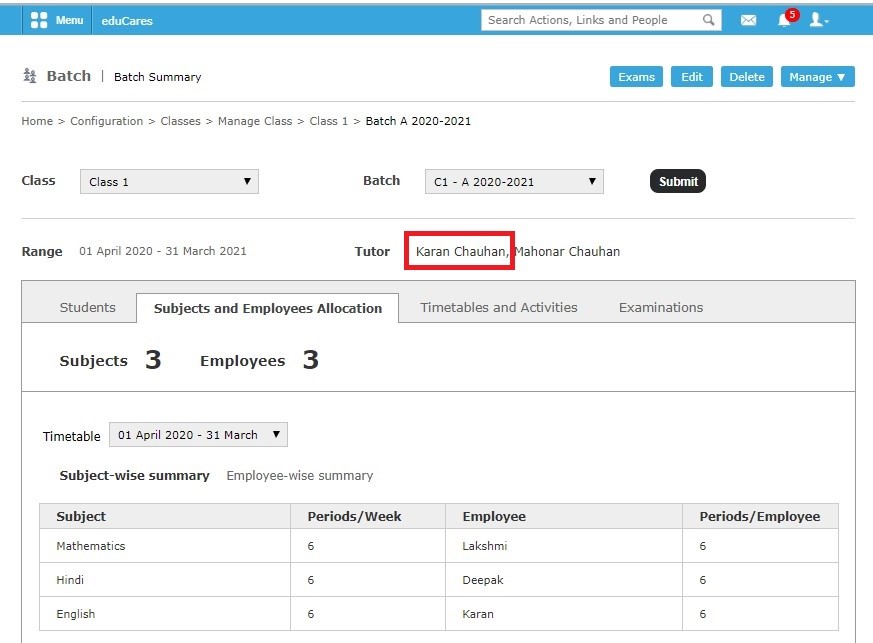 Menu eduCares Search Actions, Links and People 5
Batch | Batch Summary Exams Edit Delete Manage ▼
Home > Configuration > Classes > Manage Class > Class 1 > Batch A 2020-2021
Class Class 1 ▼ Batch C1 - A 2020-2021 ▼ Submit
Range 01 April 2020 - 31 March 2021 Tutor Karan Chauhan, Mahonar Chauhan
Students Subjects and Employees Allocation Timetables and Activities Examinations
Subjects 3 Employees 3
Timetable 01 April 2020 - 31 March ▼
Subject-wise summary Employee-wise summary
Subject Periods/Week Employee Periods/Employee
Mathematics 6 Lakshmi 6
Hindi 6 Deepak 6
English 6 Karan 6